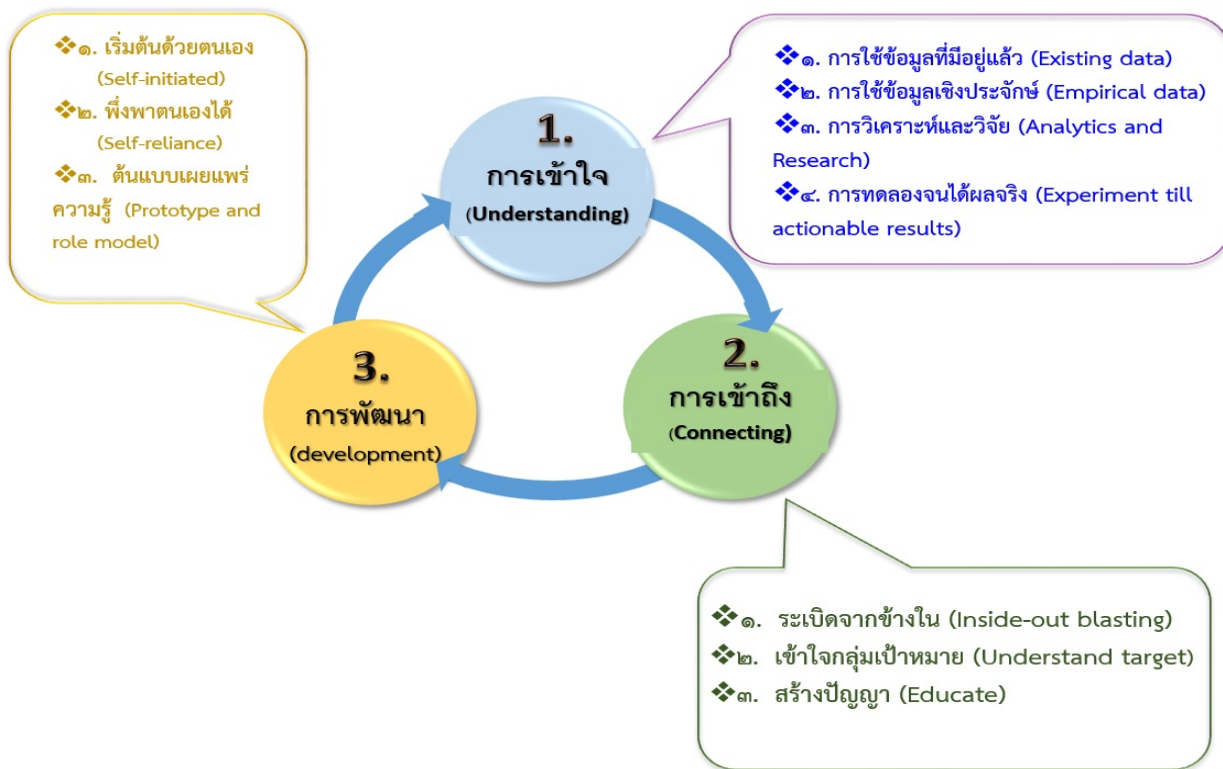 ❖๑. เริ่มต้นด้วยตนเอง
(Self-initiated)
❖๒. พึ่งพาตนเองได้
(Self-reliance)
❖๓. ต้นแบบเผยแพร่
ความรู้ (Prototype and
role model)
❖๑. การใช้ข้อมูลที่มีอยู่แล้ว (Existing data)
❖๒. การใช้ข้อมูลเชิงประจักษ์ (Empirical data)
❖๓. การวิเคราะห์และวิจัย (Analytics and
Research)
❖๔. การทดลองจนได้ผลจริง (Experiment till
actionable results)
1.
การเข้าใจ
(Understanding)
2.
การเข้าถึง
(Connecting)
3.
การพัฒนา
(development)
❖๑. ระเบิดจากข้างใน (Inside-out blasting)
❖๒. เข้าใจกลุ่มเป้าหมาย (Understand target)
❖๓. สร้างปัญญา (Educate)